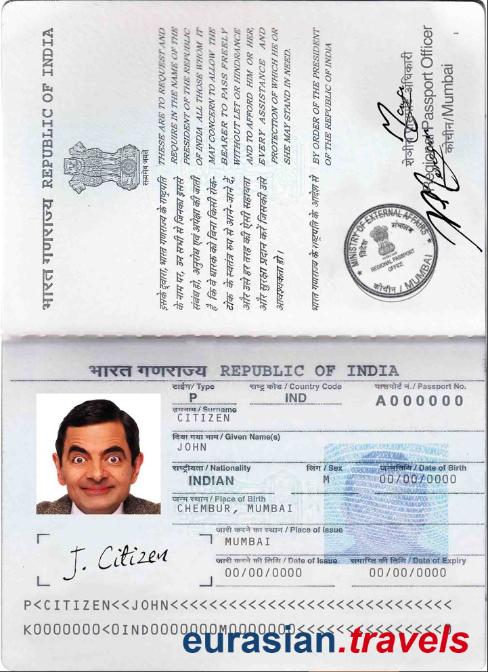 भारत गणराज्य REPUBLIC OF INDIA
सत्यमेव जयते
इसके द्वारा, भारत गणराज्य के राष्ट्रपति
के नाम पर, उन सभी से जिनका इससे
संबंध हो, अनुरोध एवं अपेक्षा की जाती
है कि वे धारक को बिना किसी रोक-
टोक के स्वतंत्र रूप से आने-जाने दें,
और उसे हर तरह की ऐसी सहायता
और सुरक्षा प्रदान करें जिसकी उसे
आवश्यकता हो।
भारत गणराज्य के राष्ट्रपति के आदेश से
THESE ARE TO REQUEST AND
REQUIRE IN THE NAME OF THE
PRESIDENT OF THE REPUBLIC
OF INDIA ALL THOSE WHOM IT
MAY CONCERN TO ALLOW THE
BEARER TO PASS FREELY
WITHOUT LET OR HINDRANCE
AND TO AFFORD HIM OR HER,
EVERY ASSISTANCE AND
PROTECTION OF WHICH HE OR
SHE MAY STAND IN NEED.
BY ORDER OF THE PRESIDENT
OF THE REPUBLIC OF INDIA
MINISTRY OF EXTERNAL AFFAIRS
विदेश मंत्रालय
REGIONAL PASSPORT
OFFICE
कोचीन / MUMBAI
अधिकारी
Regional Passport Officer
कोचीन/Mumbai
1
भारत गणराज्य REPUBLIC OF INDIA
टाईप/ Type राष्ट्र कोड / Country Code पासपोर्ट नं. / Passport No.
P IND A0000000
उपनाम / Surname
CITIZEN
दिया गया नाम / Given Name(s)
JOHN
राष्ट्रीयता / Nationality लिंग / Sex जन्मतिथि / Date of Birth
INDIAN M 00/00/0000
जन्म स्थान / Place of Birth
CHEMBUR, MUMBAI
जारी करने का स्थान / Place of Issue
MUMBAI
जारी करने की तिथि / Date of Issue समाप्ति की तिथि / Date of Expiry
00/00/0000 00/00/0000
J. Citizen
P<CITIZEN<<JOHN<<<<<<<<<<<<<<<<<<<<<<<<<<<<<
K0000000<0IND0000000M0000000<<<<<<<<<<<<<<<<
eurasian.travels